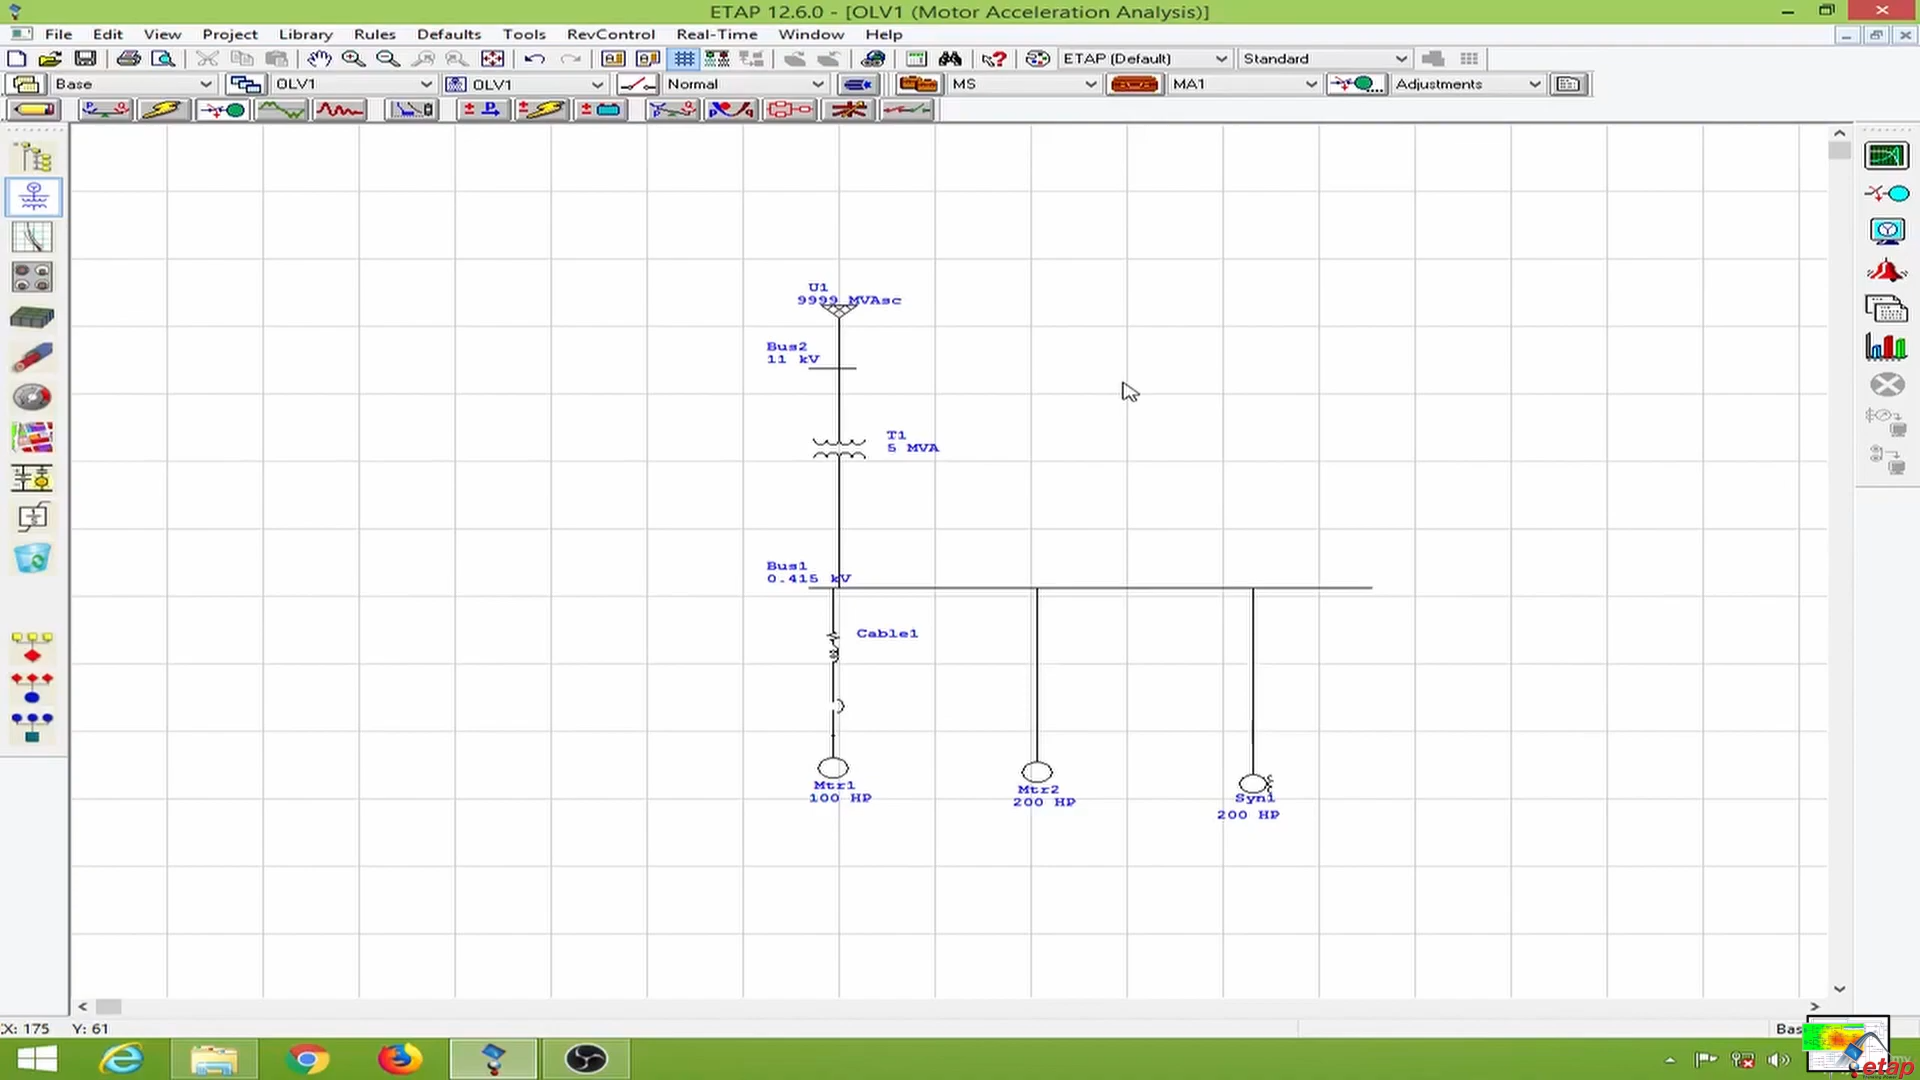 ETAP 12.6.0 - [OLV1 (Motor Acceleration Analysis)]
File Edit View Project Library Rules Defaults Tools RevControl Real-Time Window Help
ETAP (Default) Standard
Base OLV1 OLV1 Normal MS MA1 Adjustments
U1
9999 MVAsc
Bus2
11 kV
T1
5 MVA
Bus1
0.415 kV
Cable1
Mtr1
100 HP
Mtr2
200 HP
Syn1
200 HP
X: 175 Y: 61
Bas
etap